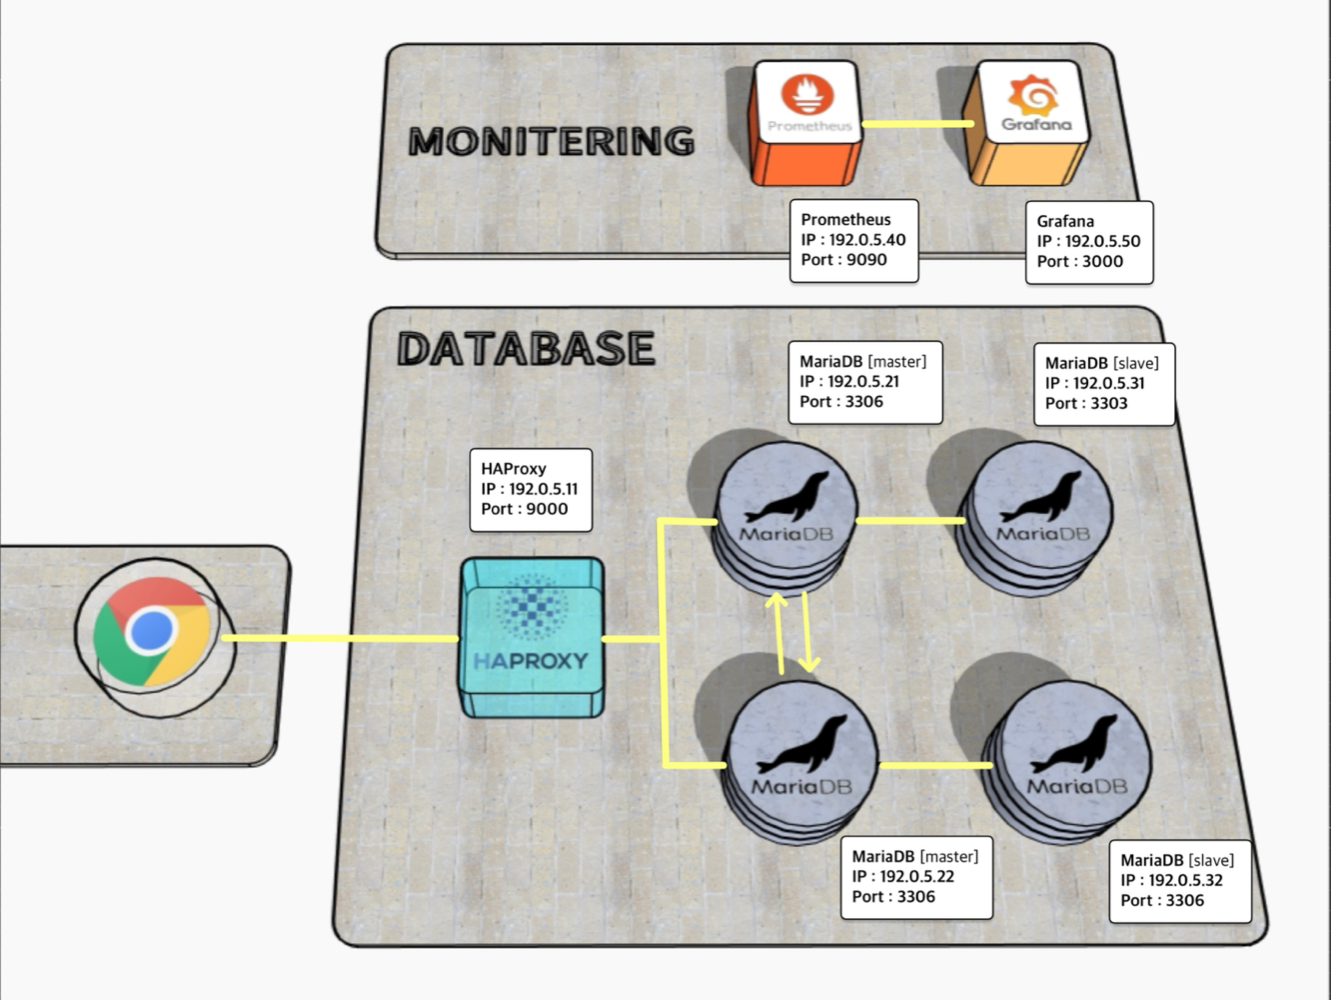 MONITERING
Prometheus
Grafana
Prometheus
IP : 192.0.5.40
Port : 9090
Grafana
IP : 192.0.5.50
Port : 3000
DATABASE
MariaDB [master]
IP : 192.0.5.21
Port : 3306
MariaDB [slave]
IP : 192.0.5.31
Port : 3303
HAProxy
IP : 192.0.5.11
Port : 9000
MariaDB
MariaDB
HAPROXY
MariaDB
MariaDB
MariaDB [master]
IP : 192.0.5.22
Port : 3306
MariaDB [slave]
IP : 192.0.5.32
Port : 3306